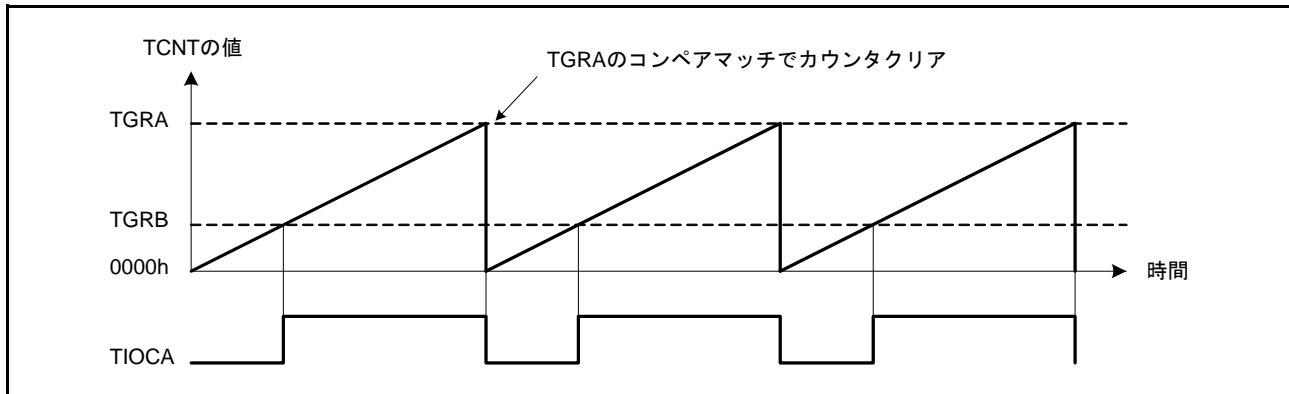 TCNTの値
TGRAのコンペアマッチでカウンタクリア
TGRA
TGRB
0000h
時間
TIOCA